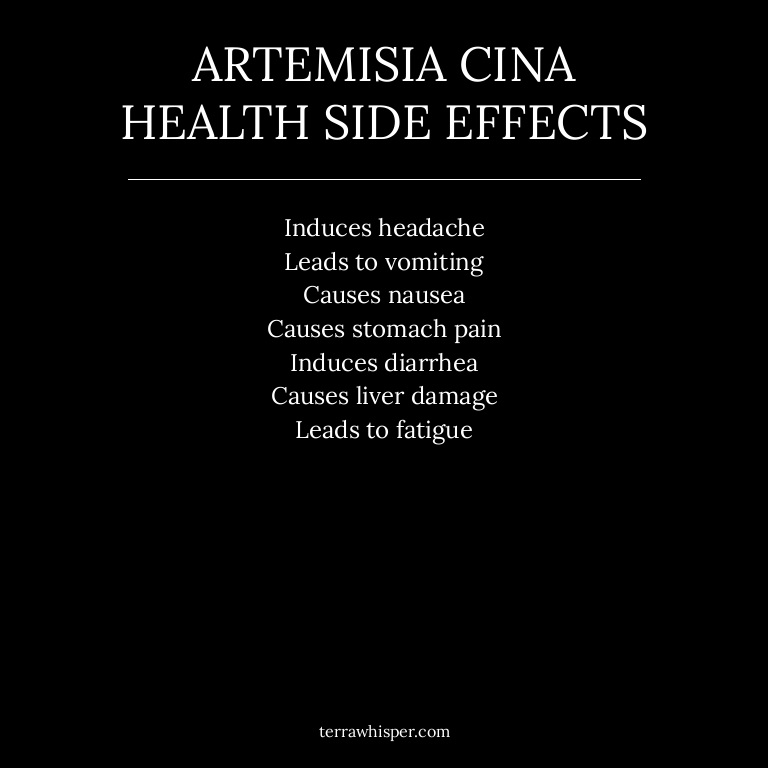 ARTEMISIA CINA
HEALTH SIDE EFFECTS
Induces headache
Leads to vomiting
Causes nausea
Causes stomach pain
Induces diarrhea
Causes liver damage
Leads to fatigue
terrawhisper.com